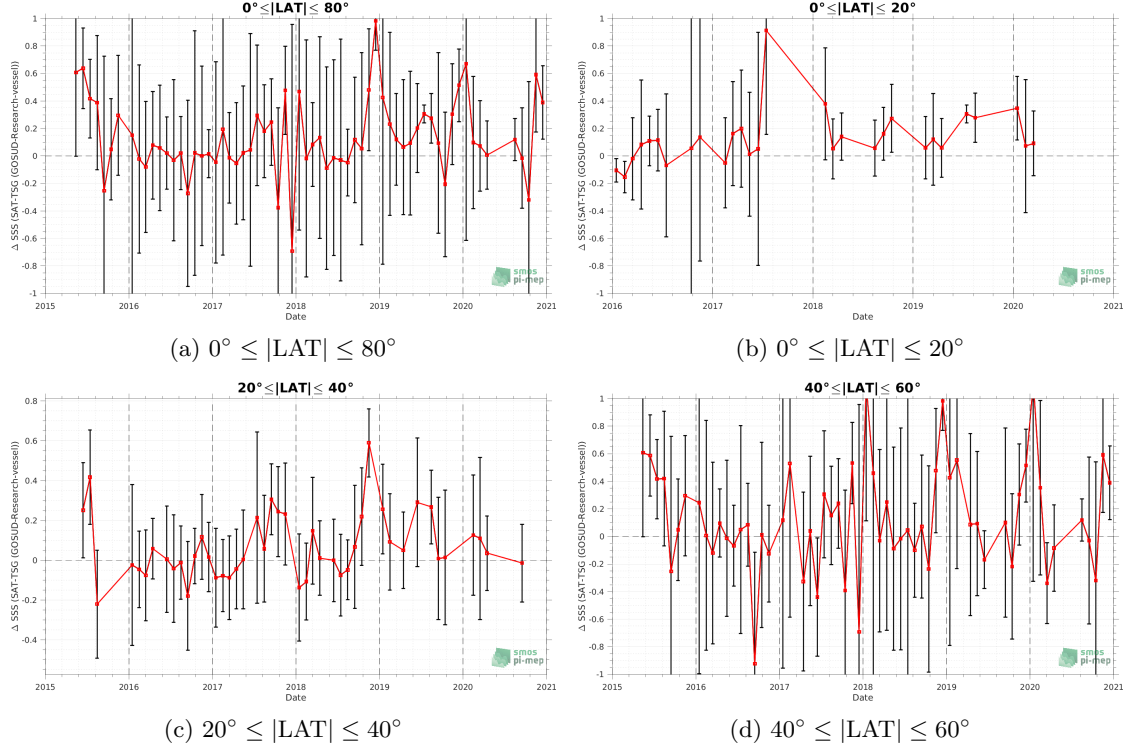 0°≤|LAT|≤ 80°
Δ SSS (SAT-TSG (GOSUD-Research-vessel))
1
0.8
0.6
0.4
0.2
0
-0.2
-0.4
-0.6
-0.8
-1
2015
2016
2017
2018
2019
2020
2021
Date
smos
pi-mep
(a) 0° ≤ |LAT| ≤ 80°
0°≤|LAT|≤ 20°
Δ SSS (SAT-TSG (GOSUD-Research-vessel))
1
0.8
0.6
0.4
0.2
0
-0.2
-0.4
-0.6
-0.8
-1
2016
2017
2018
2019
2020
2021
Date
smos
pi-mep
(b) 0° ≤ |LAT| ≤ 20°
20°≤|LAT|≤ 40°
Δ SSS (SAT-TSG (GOSUD-Research-vessel))
0.8
0.6
0.4
0.2
0
-0.2
-0.4
2015
2016
2017
2018
2019
2020
2021
Date
smos
pi-mep
(c) 20° ≤ |LAT| ≤ 40°
40°≤|LAT|≤ 60°
Δ SSS (SAT-TSG (GOSUD-Research-vessel))
1
0.8
0.6
0.4
0.2
0
-0.2
-0.4
-0.6
-0.8
-1
2015
2016
2017
2018
2019
2020
2021
Date
smos
pi-mep
(d) 40° ≤ |LAT| ≤ 60°